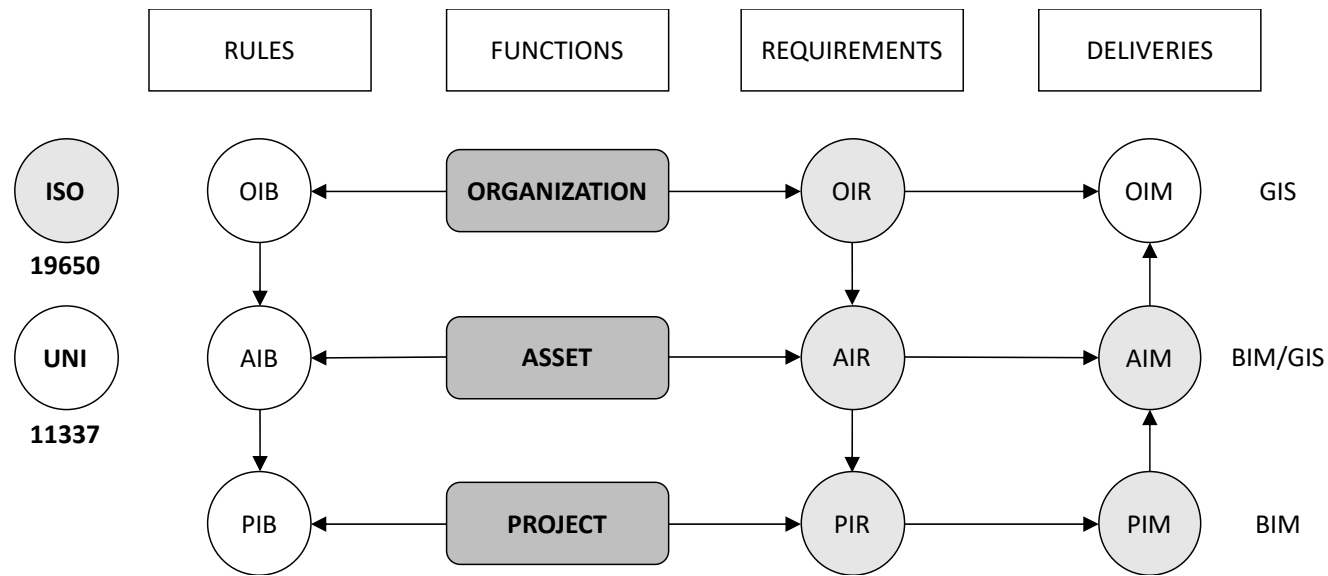 RULES
FUNCTIONS
REQUIREMENTS
DELIVERIES
ISO
OIB
ORGANIZATION
OIR
OIM
GIS
19650
UNI
AIB
ASSET
AIR
AIM
BIM/GIS
11337
PIB
PROJECT
PIR
PIM
BIM